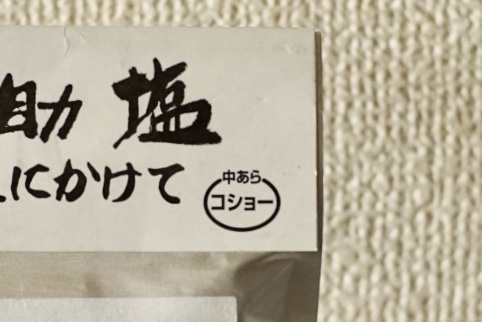 助塩
にかけて
中あら
コショー